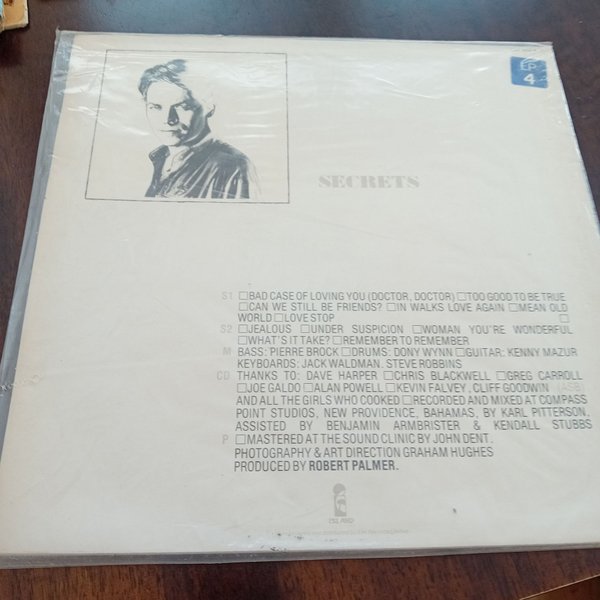 EP
4
SECRETS
S1 □BAD CASE OF LOVING YOU (DOCTOR, DOCTOR) □TOO GOOD TO BE TRUE
□CAN WE STILL BE FRIENDS? □IN WALKS LOVE AGAIN □MEAN OLD
WORLD □LOVE STOP □
S2 □JEALOUS □UNDER SUSPICION □WOMAN YOU'RE WONDERFUL
□WHAT'S IT TAKE? □REMEMBER TO REMEMBER
M BASS: PIERRE BROCK □DRUMS: DONY WYNN □GUITAR: KENNY MAZUR
KEYBOARDS: JACK WALDMAN. STEVE ROBBINS
CD THANKS TO: DAVE HARPER □CHRIS BLACKWELL □GREG CARROLL
□JOE GALDO □ALAN POWELL □KEVIN FALVEY, CLIFF GOODWIN (ASB)
AND ALL THE GIRLS WHO COOKED □RECORDED AND MIXED AT COMPASS
POINT STUDIOS, NEW PROVIDENCE, BAHAMAS, BY KARL PITTERSON,
ASSISTED BY BENJAMIN ARMBRISTER & KENDALL STUBBS
P □MASTERED AT THE SOUND CLINIC BY JOHN DENT.
PHOTOGRAPHY & ART DIRECTION GRAHAM HUGHES
PRODUCED BY ROBERT PALMER.
ISLAND